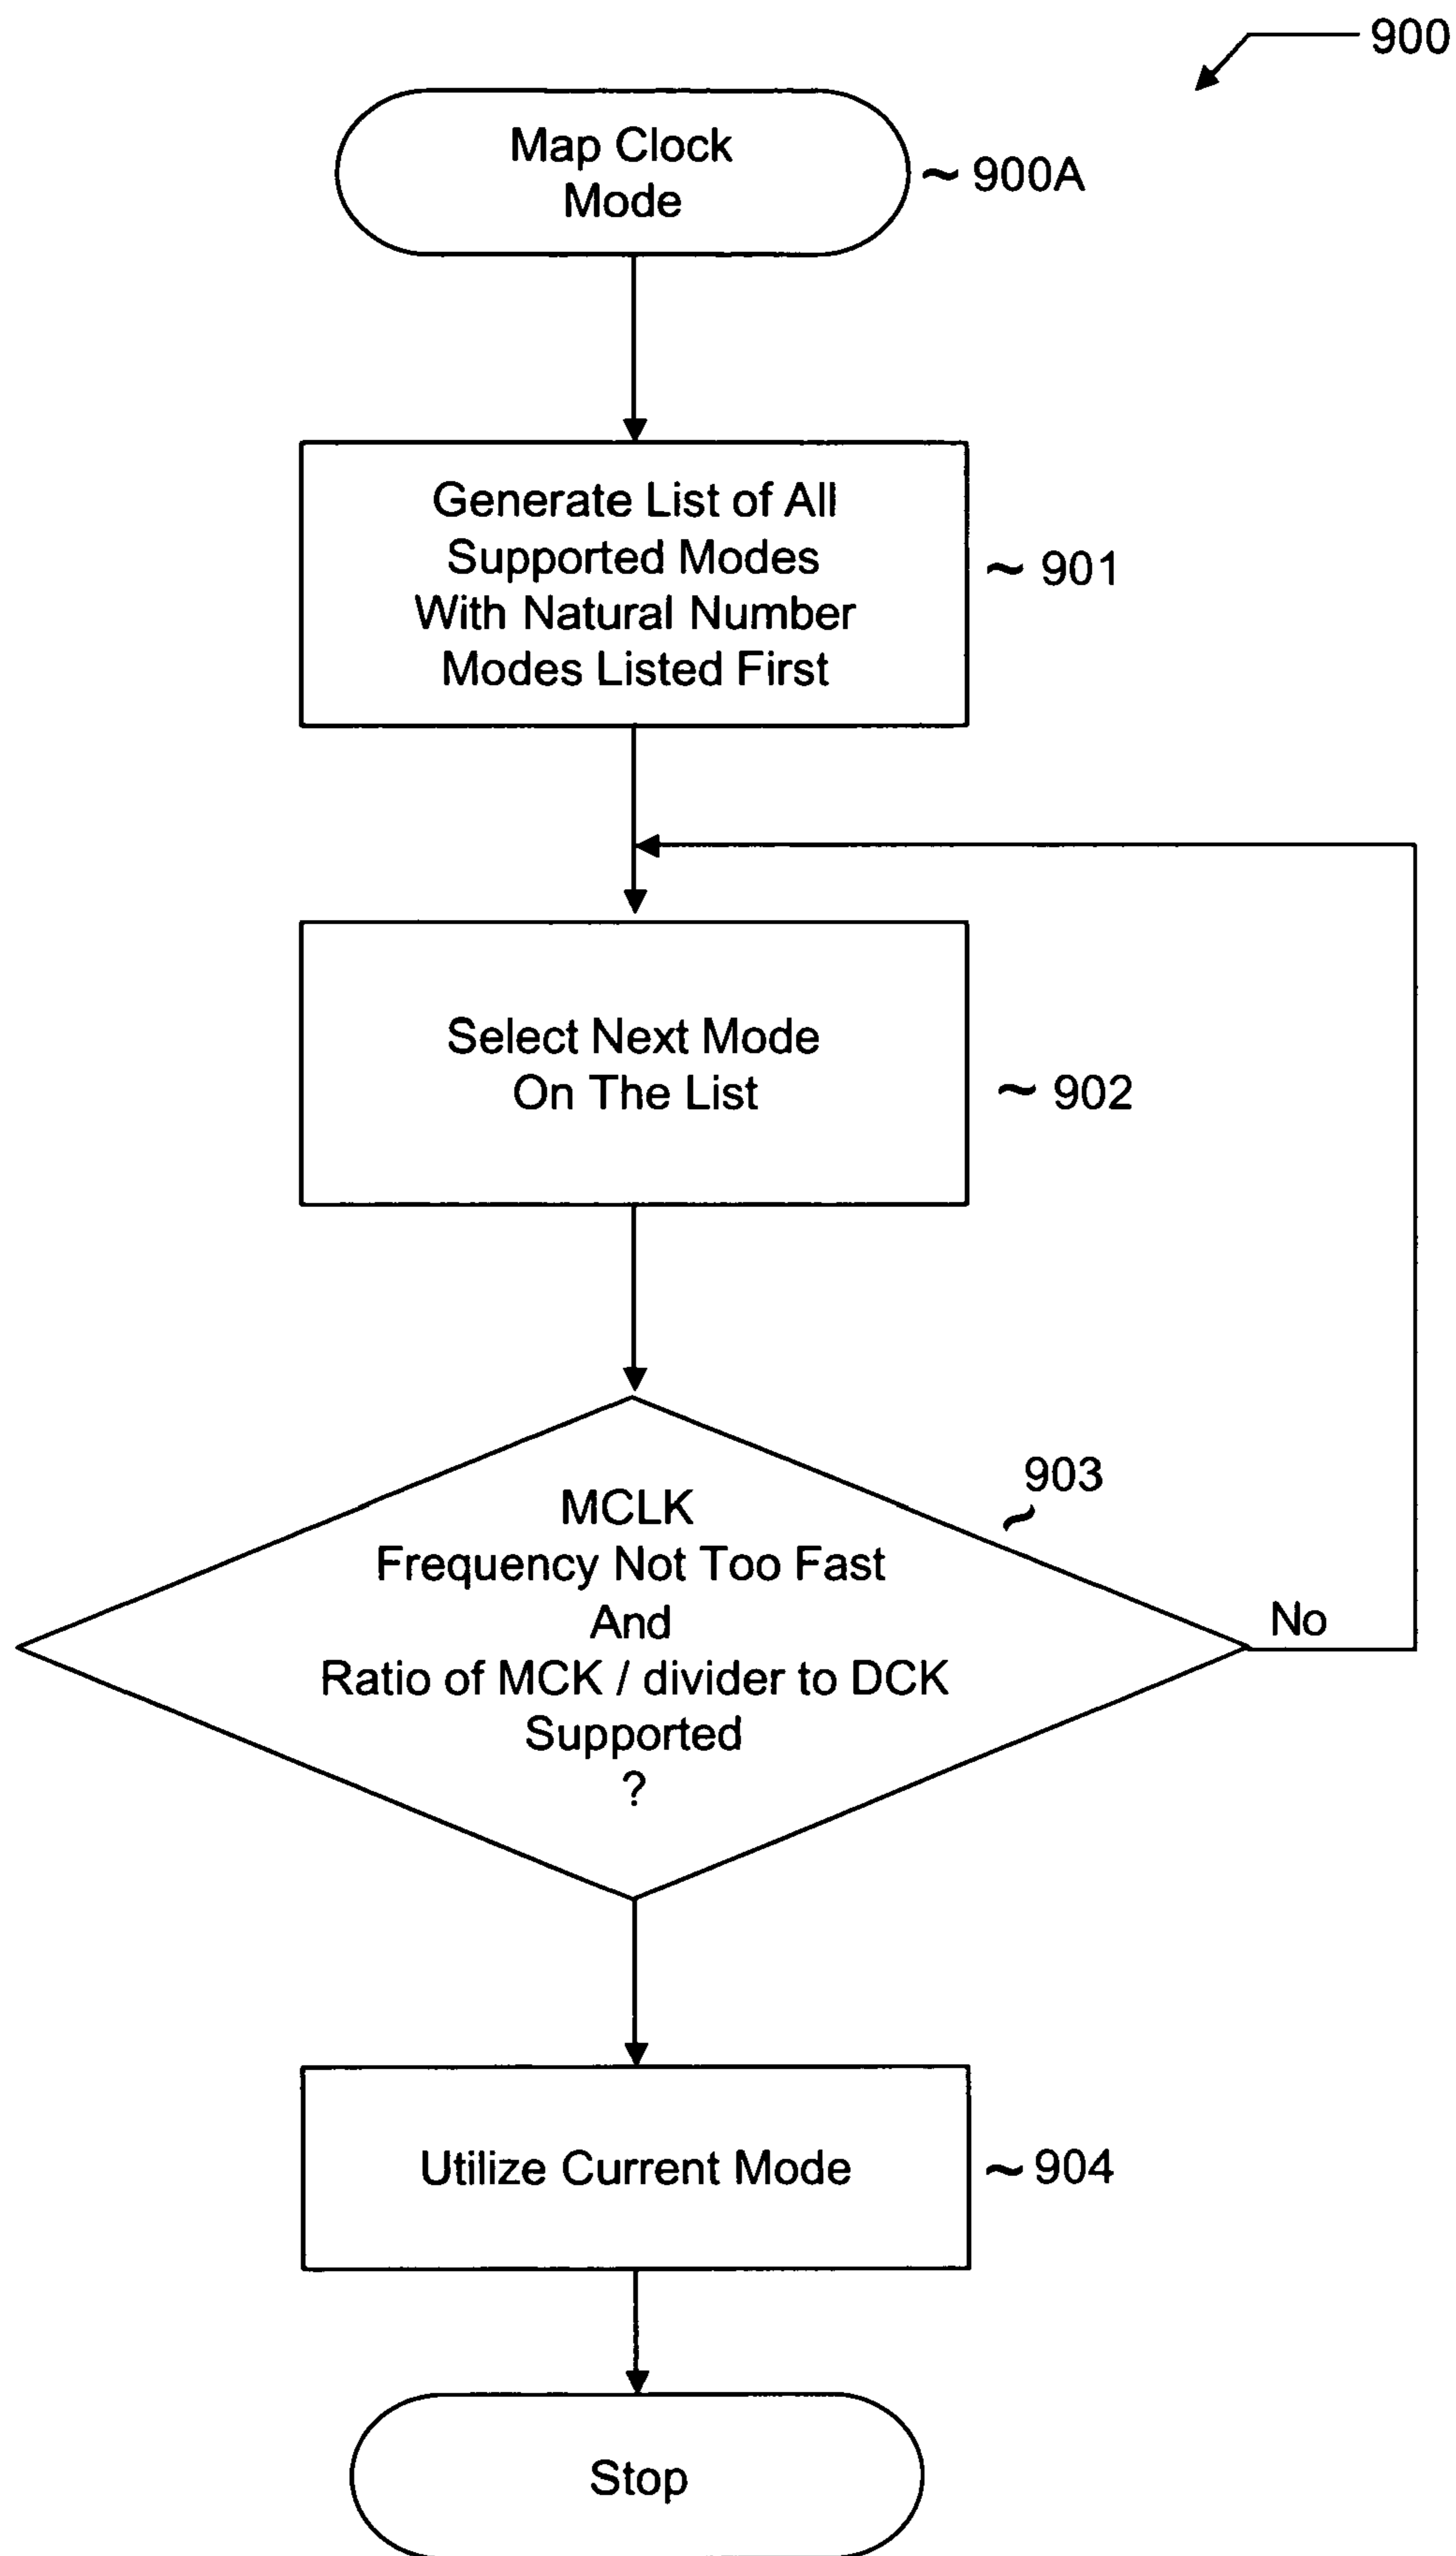 900
Map Clock
Mode
~ 900A
Generate List of All
Supported Modes
With Natural Number
Modes Listed First
~ 901
Select Next Mode
On The List
~ 902
903
~
MCLK
Frequency Not Too Fast
And
Ratio of MCK / divider to DCK
Supported
?
No
Utilize Current Mode
~ 904
Stop